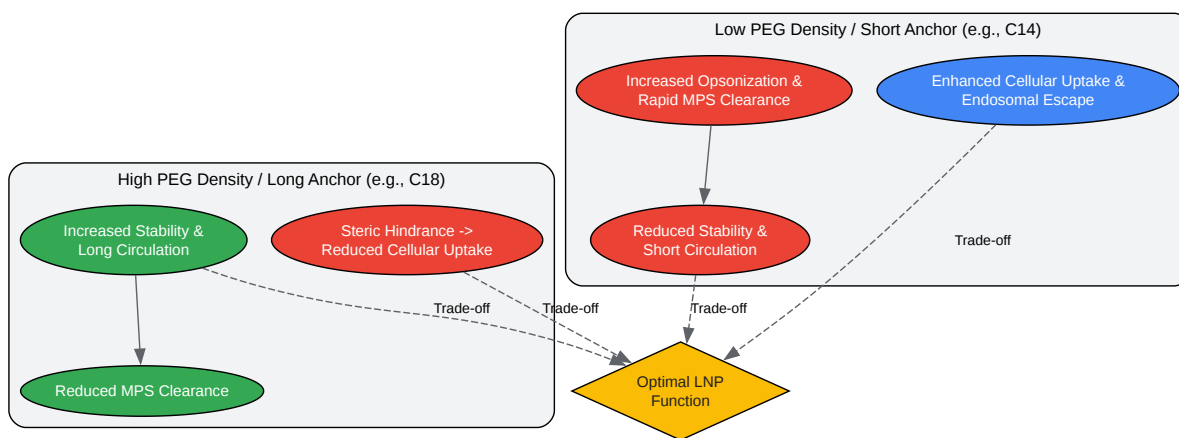 Low PEG Density / Short Anchor (e.g., C14)
Increased Opsonization &
Rapid MPS Clearance
Enhanced Cellular Uptake &
Endosomal Escape
High PEG Density / Long Anchor (e.g., C18)
Increased Stability &
Long Circulation
Steric Hindrance ->
Reduced Cellular Uptake
Reduced Stability &
Short Circulation
Trade-off
Trade-off
Trade-off
Trade-off
Reduced MPS Clearance
Optimal LNP
Function